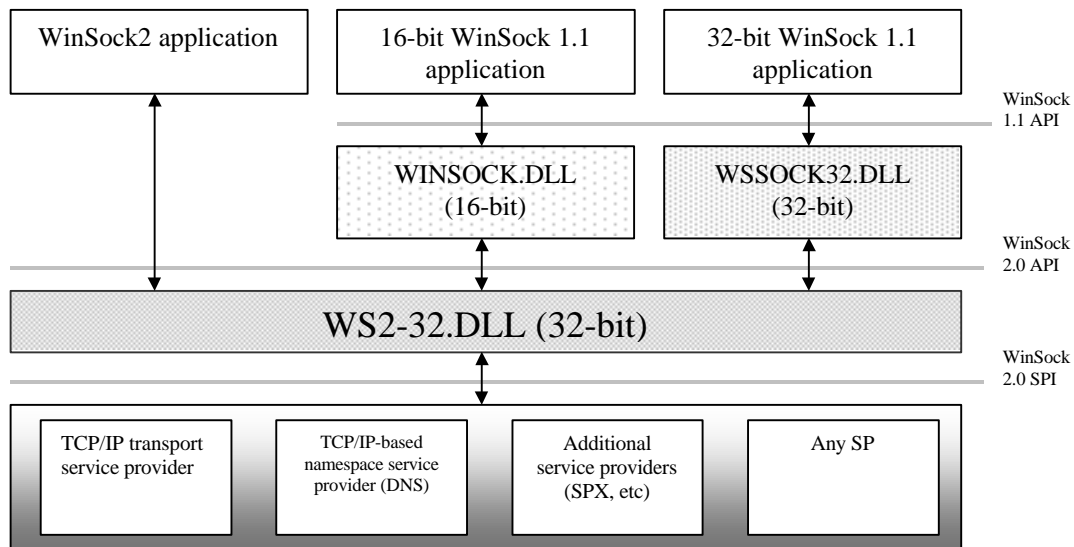 WinSock2 application
16-bit WinSock 1.1
application
32-bit WinSock 1.1
application
WinSock
1.1 API
WINSOCK.DLL
(16-bit)
WSSOCK32.DLL
(32-bit)
WinSock
2.0 API
WS2-32.DLL (32-bit)
WinSock
2.0 SPI
TCP/IP transport
service provider
TCP/IP-based
namespace service
provider (DNS)
Additional
service providers
(SPX, etc)
Any SP